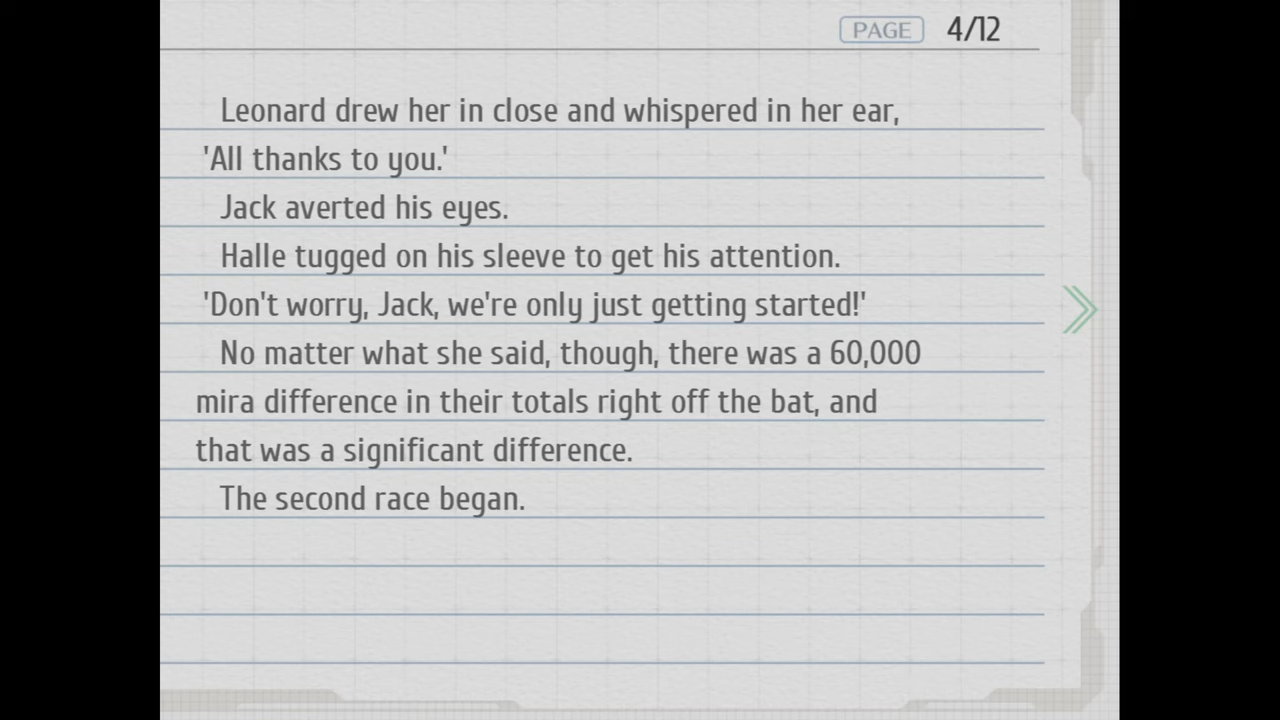 PAGE 4/12
Leonard drew her in close and whispered in her ear,
'All thanks to you.'
Jack averted his eyes.
Halle tugged on his sleeve to get his attention.
'Don't worry, Jack, we're only just getting started!'
No matter what she said, though, there was a 60,000
mira difference in their totals right off the bat, and
that was a significant difference.
The second race began.